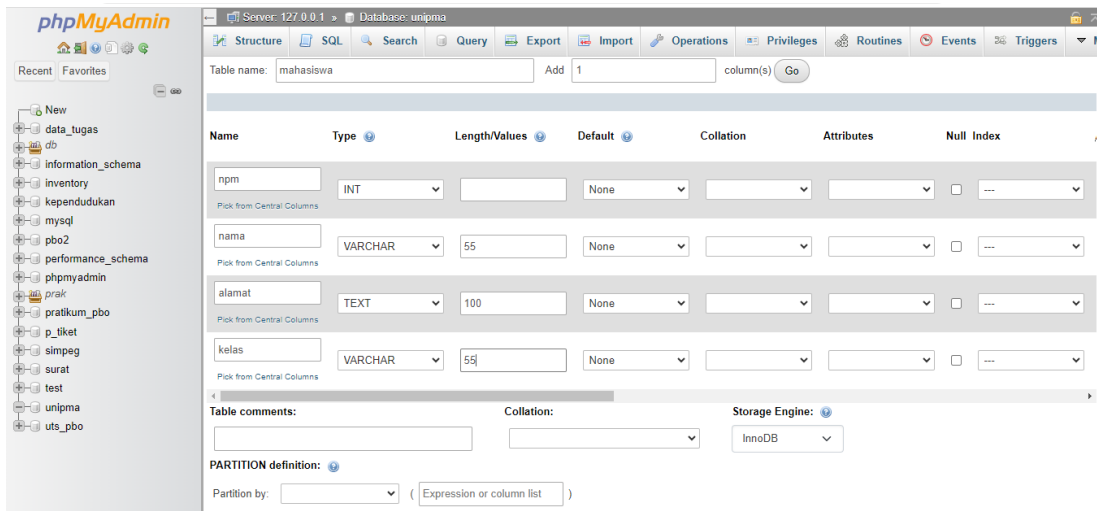 phpMyAdmin
Recent Favorites
New
data_tugas
db
information_schema
inventory
kependudukan
mysql
pbo2
performance_schema
phpmyadmin
prak
pratikum_pbo
p_tiket
simpeg
surat
test
unipma
uts_pbo
Server: 127.0.0.1 » Database: unipma
Structure SQL Search Query Export Import Operations Privileges Routines Events Triggers
Table name: mahasiswa Add 1 column(s) Go
Name Type Length/Values Default Collation Attributes Null Index
npm INT None ---
Pick from Central Columns
nama VARCHAR 55 None ---
Pick from Central Columns
alamat TEXT 100 None ---
Pick from Central Columns
kelas VARCHAR 55 None ---
Pick from Central Columns
Table comments: Collation: Storage Engine:
InnoDB
PARTITION definition:
Partition by: ( Expression or column list )